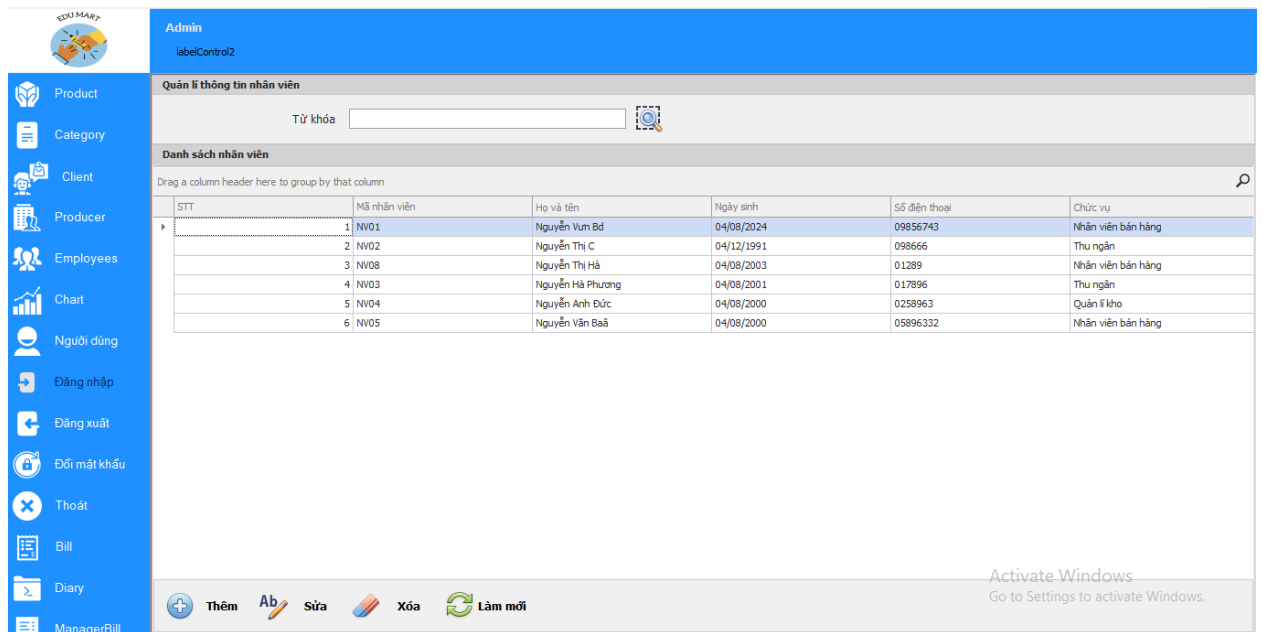 EDU MART
Admin
labelControl2
Product
Category
Client
Producer
Employees
Chart
Người dùng
Đăng nhập
Đăng xuất
Đổi mật khẩu
Thoát
Bill
Diary
ManagerBill
Quản lí thông tin nhân viên
Từ khóa
Danh sách nhân viên
Drag a column header here to group by that column
STT Mã nhân viên Họ và tên Ngày sinh Số điện thoại Chức vụ
1 NV01 Nguyễn Vưn Bd 04/08/2024 09856743 Nhân viên bán hàng
2 NV02 Nguyễn Thị C 04/12/1991 098666 Thu ngân
3 NV08 Nguyễn Thị Hà 04/08/2003 01289 Nhân viên bán hàng
4 NV03 Nguyễn Hà Phương 04/08/2001 017896 Thu ngân
5 NV04 Nguyễn Anh Đức 04/08/2000 0258963 Quản lí kho
6 NV05 Nguyễn Văn Baâ 04/08/2000 05896332 Nhân viên bán hàng
Ab Thêm Sửa Xóa Làm mới
Activate Windows
Go to Settings to activate Windows.